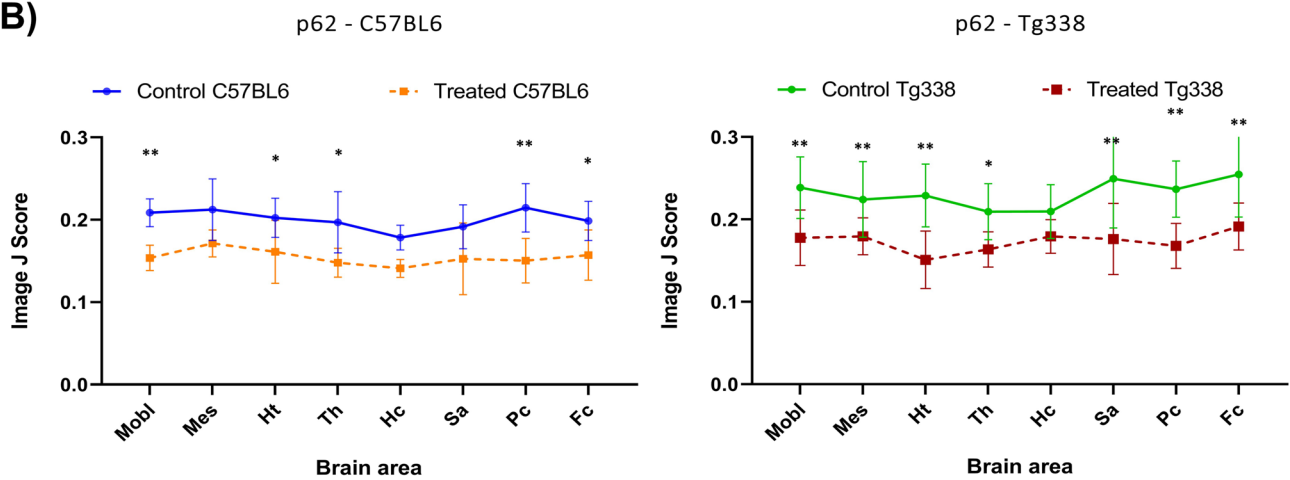 B)
p62 - C57BL6
Control C57BL6
Treated C57BL6
0.3
0.2
0.1
0.0
Image J Score
** * * ** *
Mobl Mes Ht Th Hc Sa Pc Fc
Brain area
p62 - Tg338
Control Tg338
Treated Tg338
0.3
0.2
0.1
0.0
Image J Score
** ** ** * ** ** **
Mobl Mes Ht Th Hc Sa Pc Fc
Brain area